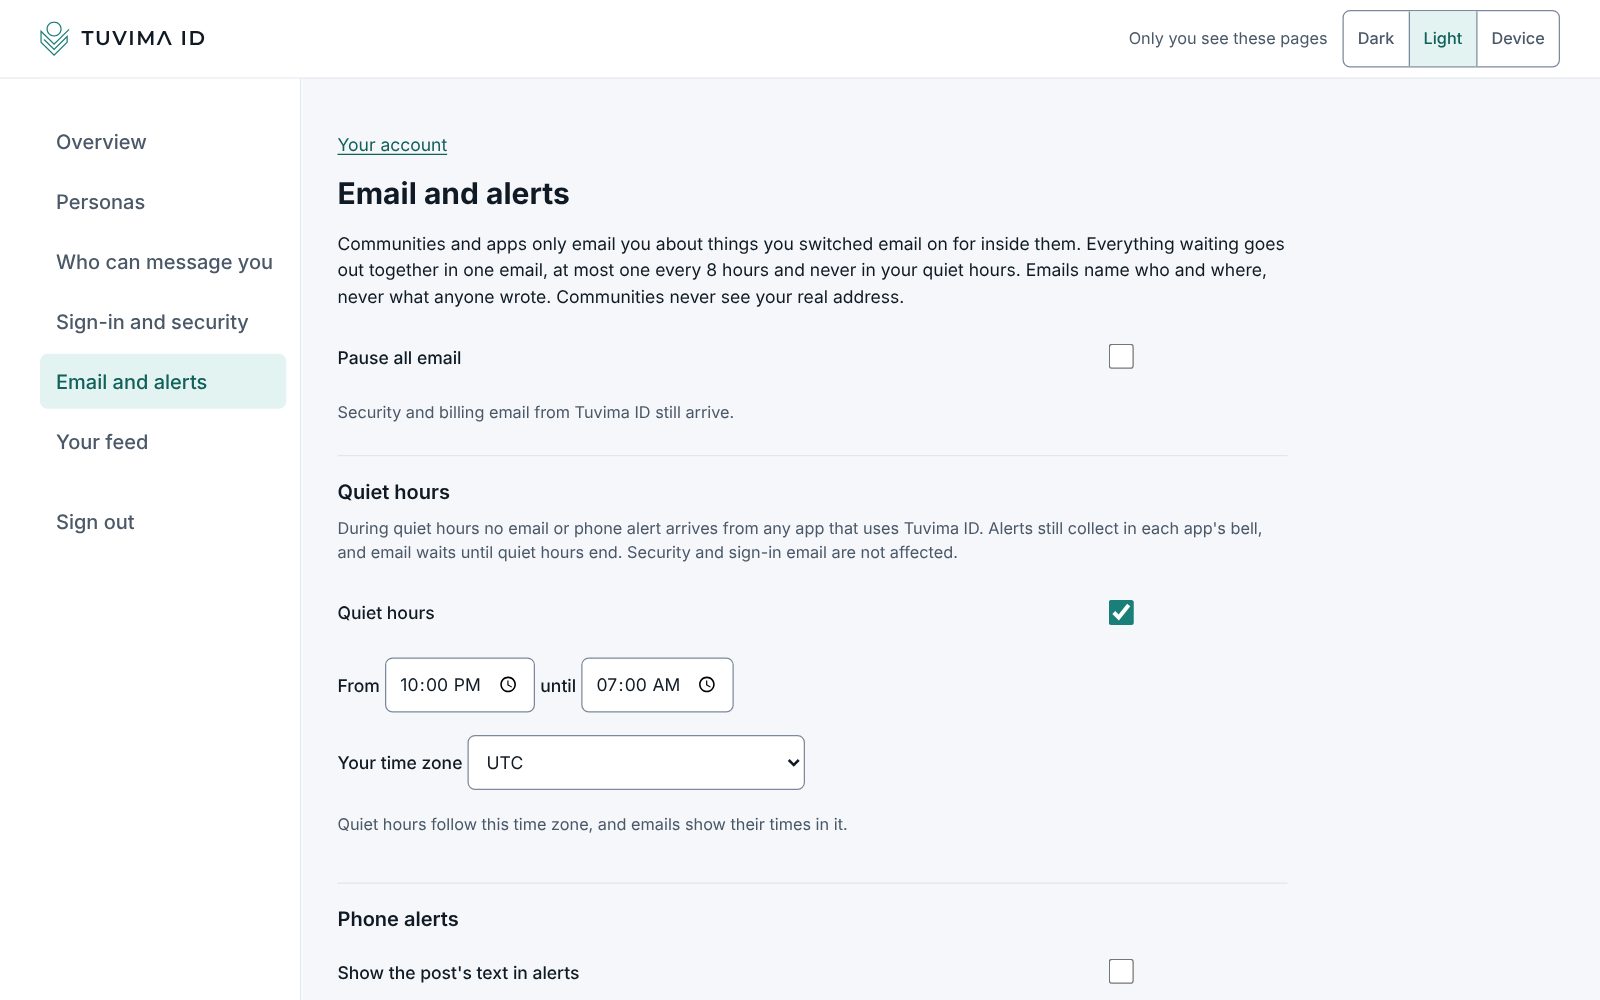 TUVIMA ID
Only you see these pages
Dark
Light
Device
Overview
Personas
Who can message you
Sign-in and security
Email and alerts
Your feed
Sign out
Your account
Email and alerts
Communities and apps only email you about things you switched email on for inside them. Everything waiting goes
out together in one email, at most one every 8 hours and never in your quiet hours. Emails name who and where,
never what anyone wrote. Communities never see your real address.
Pause all email
Security and billing email from Tuvima ID still arrive.
Quiet hours
During quiet hours no email or phone alert arrives from any app that uses Tuvima ID. Alerts still collect in each app's bell,
and email waits until quiet hours end. Security and sign-in email are not affected.
Quiet hours
From 10:00 PM until 07:00 AM
Your time zone UTC
Quiet hours follow this time zone, and emails show their times in it.
Phone alerts
Show the post's text in alerts